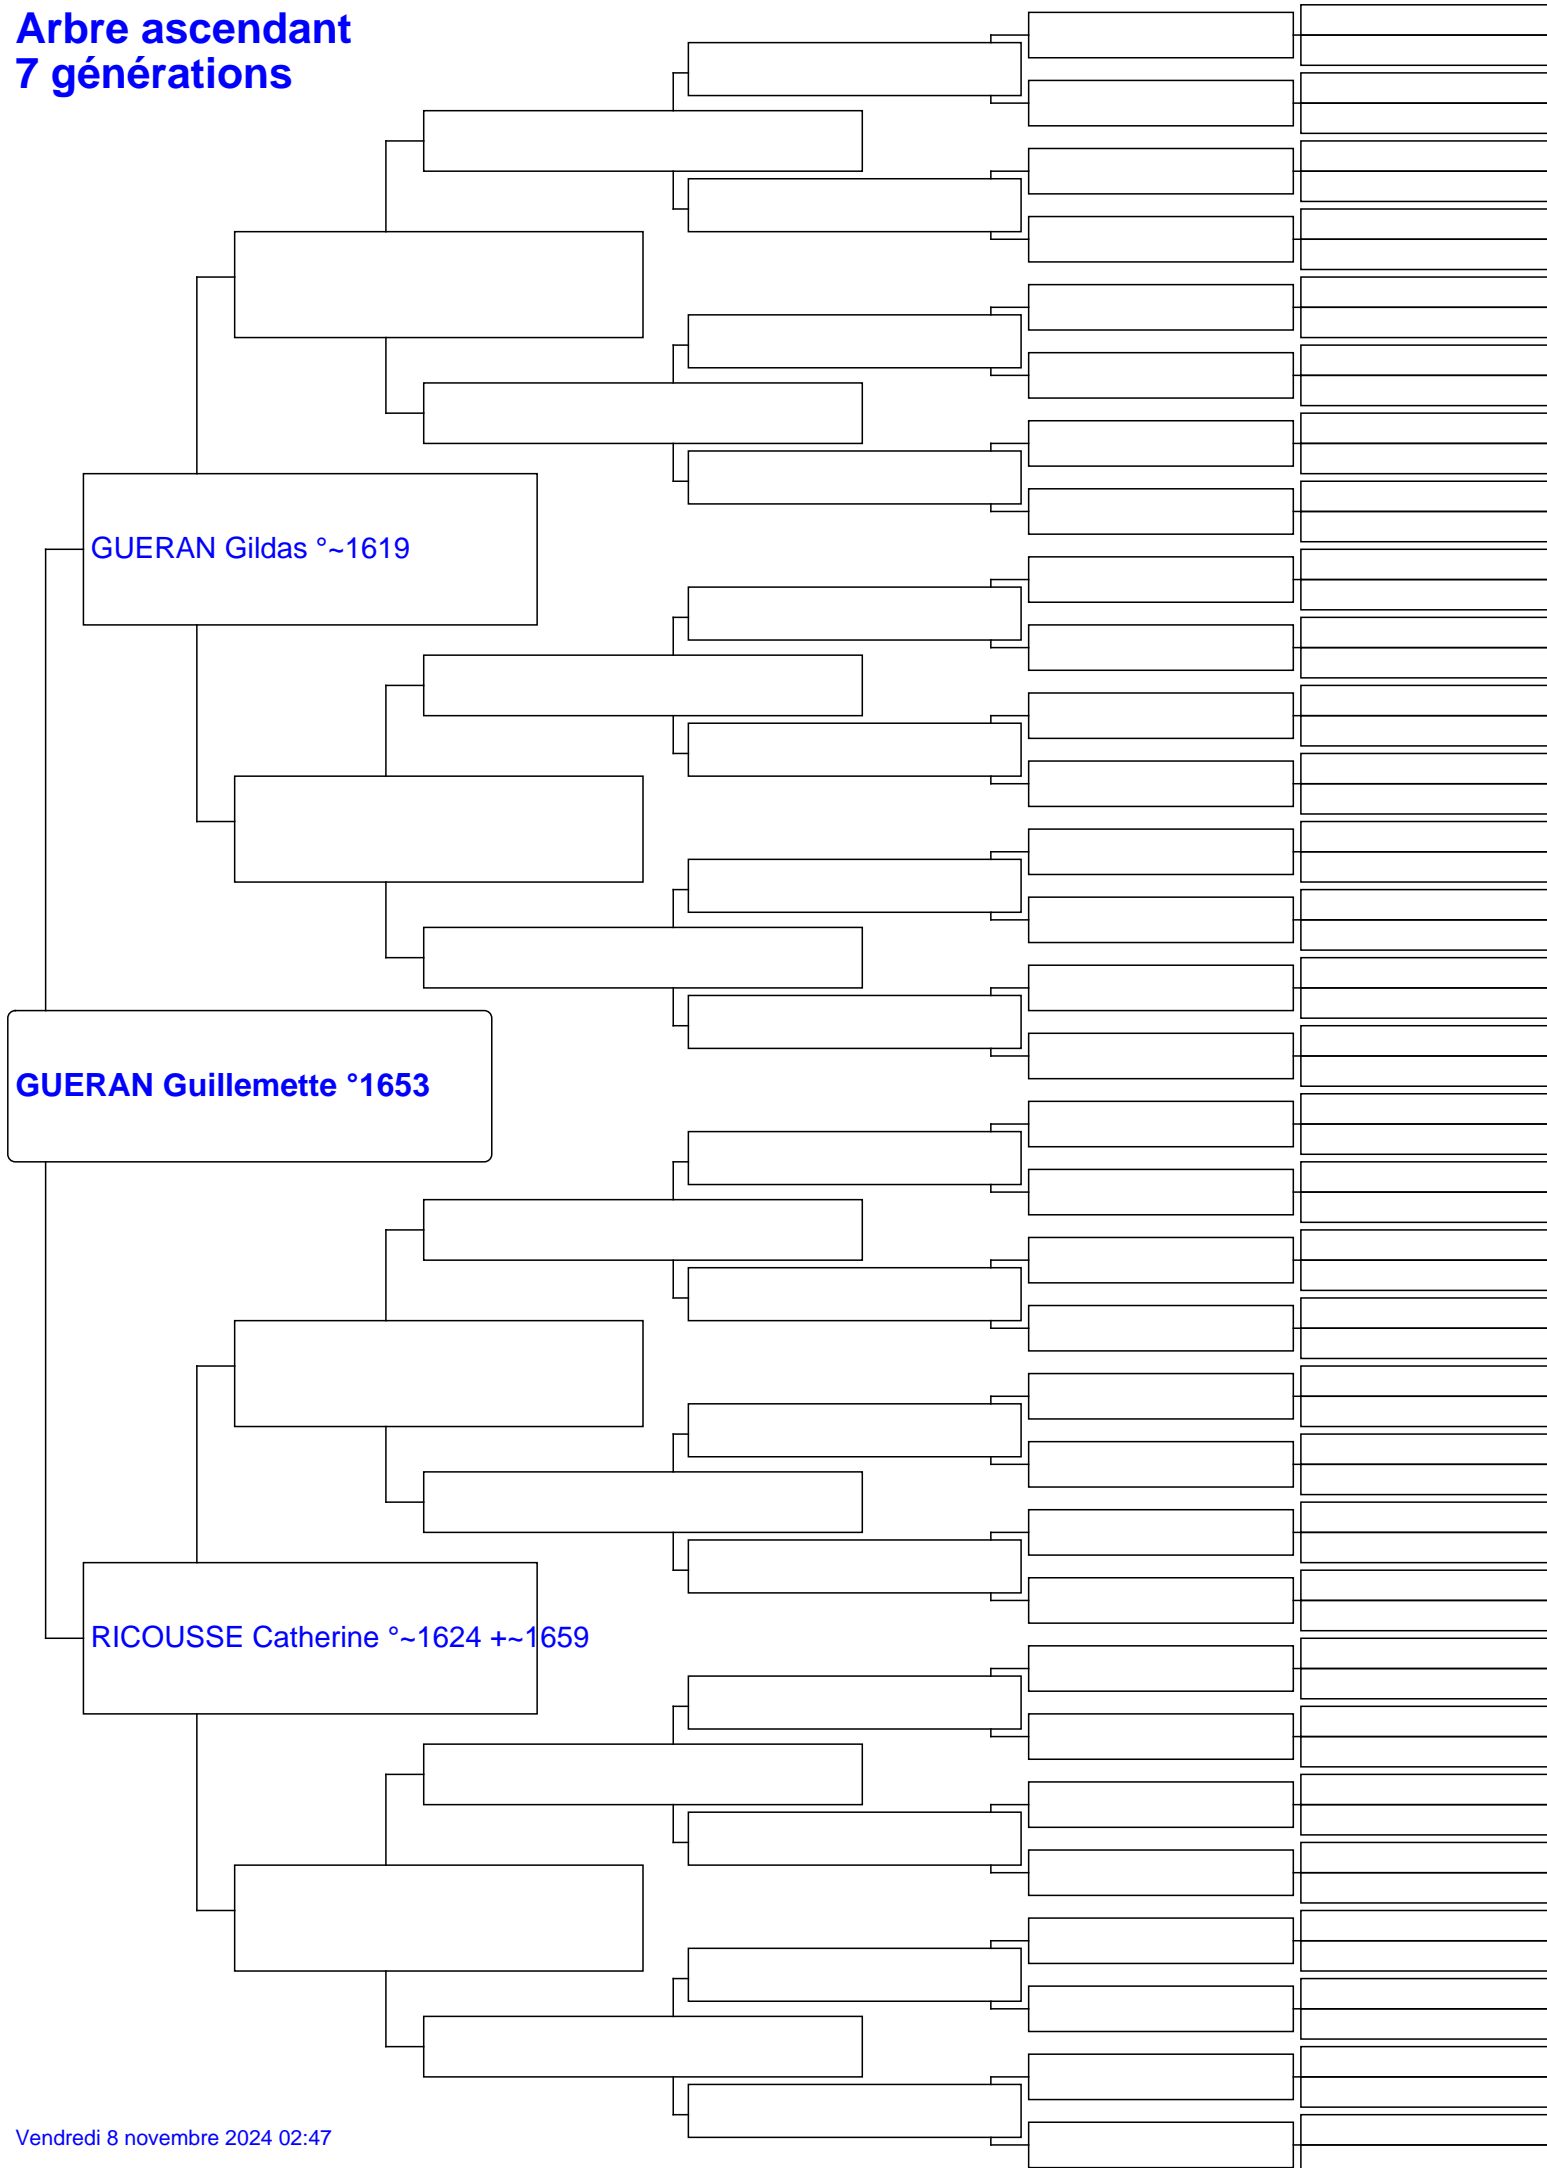 Arbre ascendant
7 générations
GUERAN Gildas °~1619
GUERAN Guillemette °1653
RICOUSSE Catherine °~1624 +~1659
Vendredi 8 novembre 2024 02:47